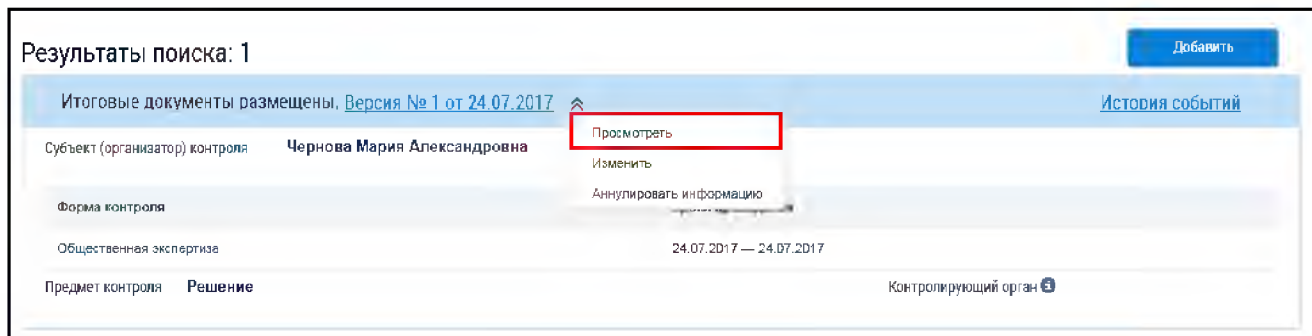 Результаты поиска: 1
Добавить
Итоговые документы размещены, Версия № 1 от 24.07.2017
История событий
Просмотреть
Субъект (организатор) контроля Чернова Мария Александровна
Изменить
Аннулировать информацию
Форма контроля
Общественная экспертиза 24.07.2017 — 24.07.2017
Предмет контроля Решение Контролирующий орган